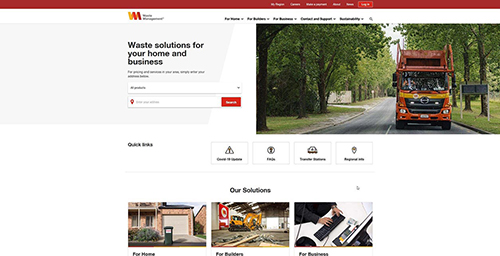 My Region Careers Make a payment About News Log in
Waste
Management
For Home For Builders For Business Contact and Support Sustainability
Waste solutions for
your home and
business
For pricing and services in your area, simply enter your
address below.
All products
Enter your address
Search
HINO
Quick links
Covid-19 Update
FAQs
Transfer Stations
Regional info
Our Solutions
For Home
For Builders
For Business